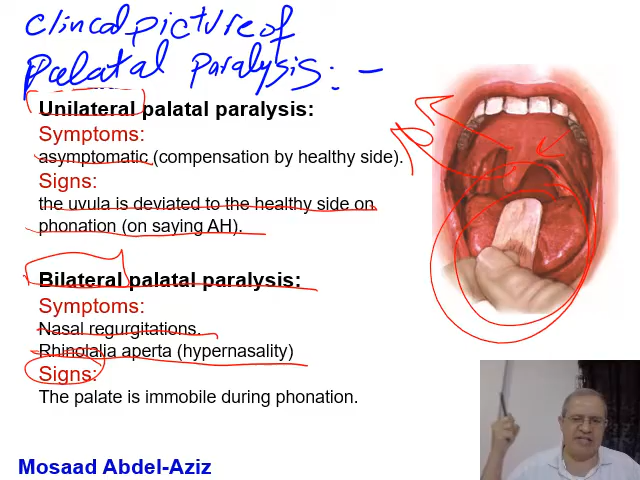 Clincal picture of
Palatal Paralysis: -
Unilateral palatal paralysis:
Symptoms:
asymptomatic (compensation by healthy side).
Signs:
the uvula is deviated to the healthy side on
phonation (on saying AH).
Bilateral palatal paralysis:
Symptoms:
Nasal regurgitations.
Rhinolalia aperta (hypernasality)
Signs:
The palate is immobile during phonation.
Mosaad Abdel-Aziz